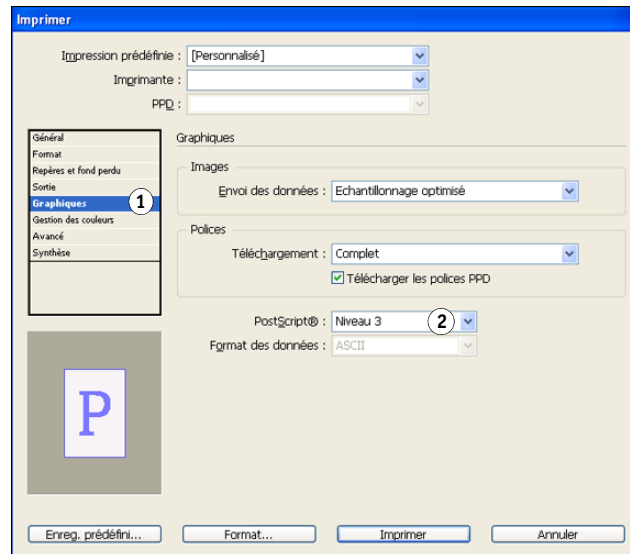 Imprimer
Impression prédéfinie : [Personnalisé]
Imprimante :
PPD :
Général
Format
Repères et fond perdu
Sortie
Graphiques 1
Gestion des couleurs
Avancé
Synthèse
Graphiques
Images
Envoi des données : Echantillonnage optimisé
Polices
Téléchargement : Complet
Télécharger les polices PPD
PostScript® : Niveau 3 2
Format des données : ASCII
P
Enreg. prédéfini... Format... Imprimer Annuler